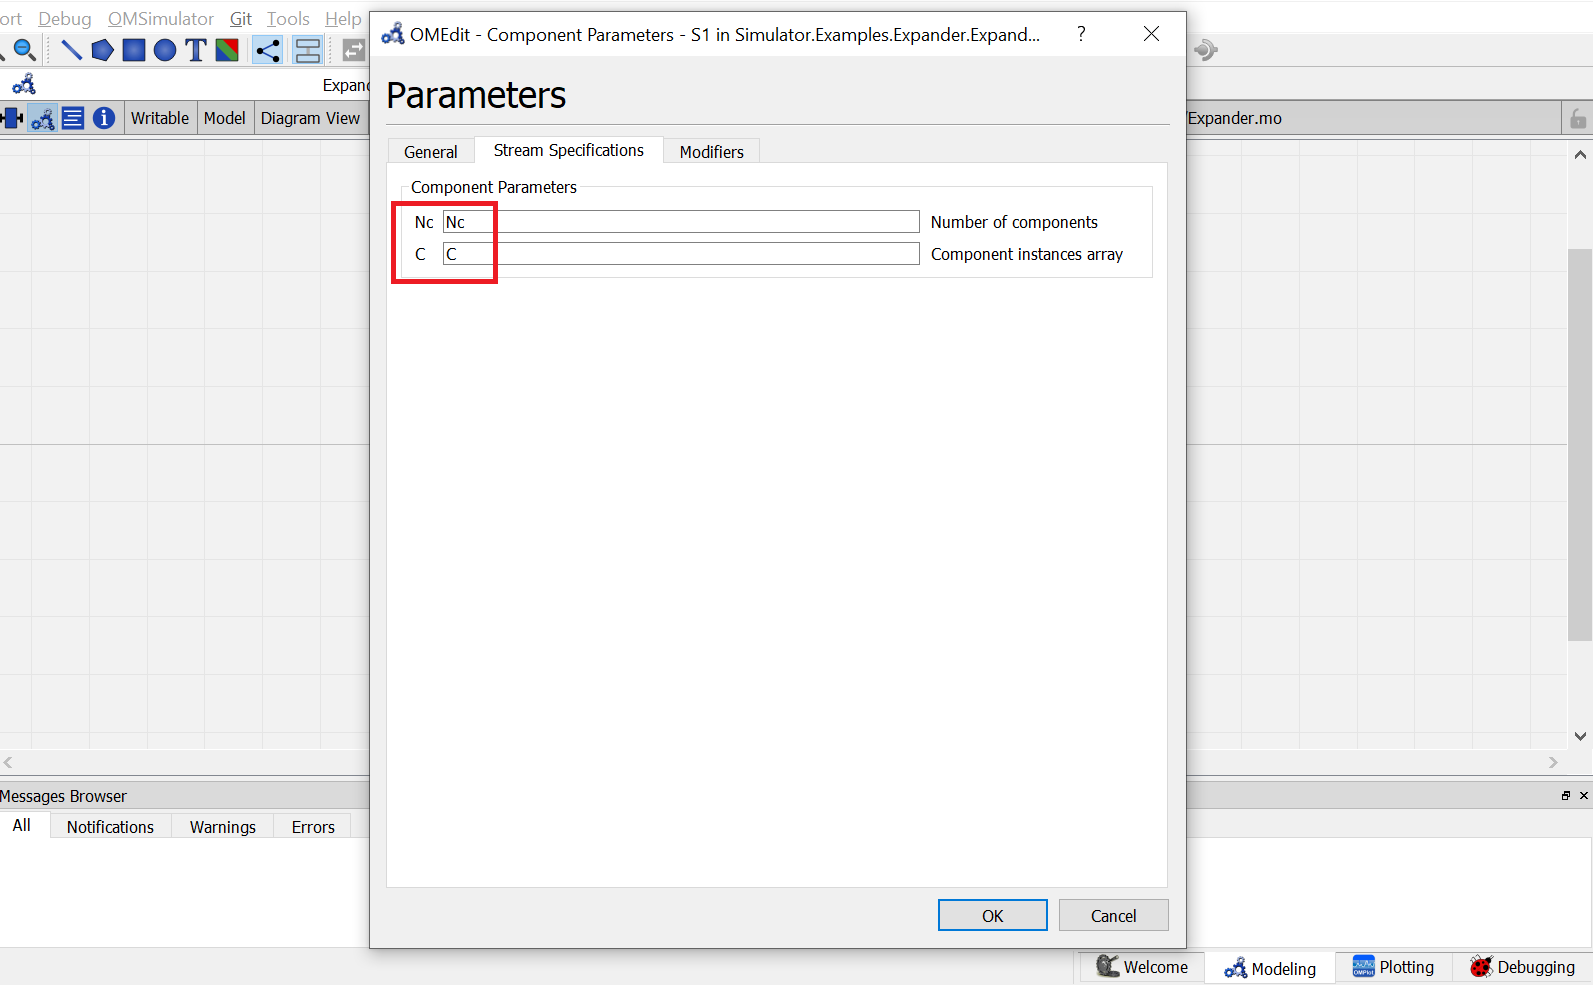 ort Debug OMSimulator Git Tools Help
OMEdit - Component Parameters - S1 in Simulator.Examples.Expander.Expand... ?
T
Expand
Writable Model Diagram View
/Expander.mo
Parameters
General Stream Specifications Modifiers
Component Parameters
Nc Nc Number of components
C C Component instances array
OK Cancel
Messages Browser
All Notifications Warnings Errors
Welcome Modeling OMPlot Plotting Debugging